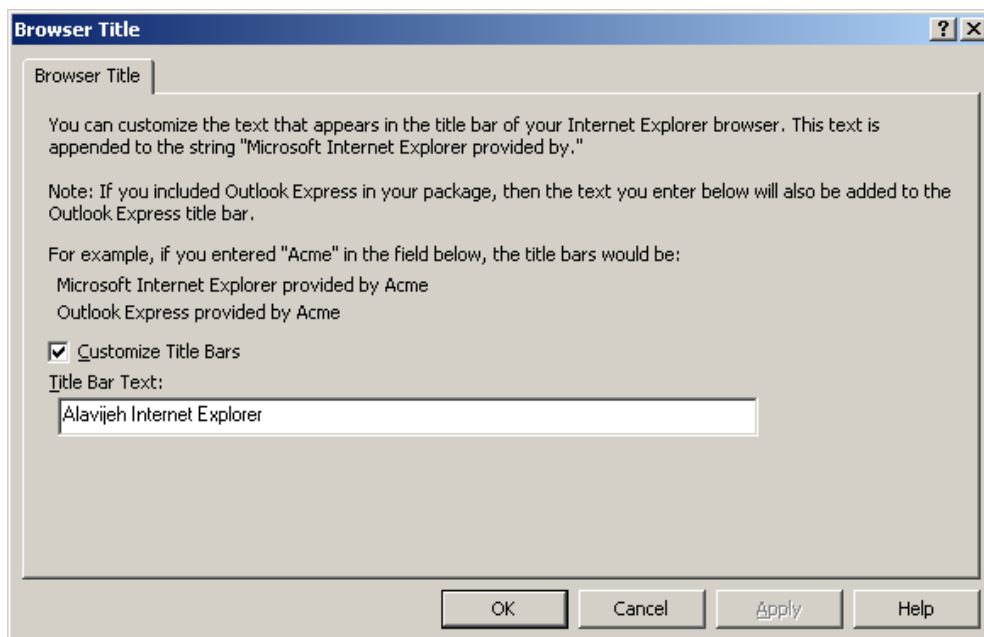 Browser Title
Browser Title
You can customize the text that appears in the title bar of your Internet Explorer browser. This text is
appended to the string "Microsoft Internet Explorer provided by."
Note: If you included Outlook Express in your package, then the text you enter below will also be added to the
Outlook Express title bar.
For example, if you entered "Acme" in the field below, the title bars would be:
Microsoft Internet Explorer provided by Acme
Outlook Express provided by Acme
Customize Title Bars
Title Bar Text:
Alavijeh Internet Explorer
OK Cancel Apply Help